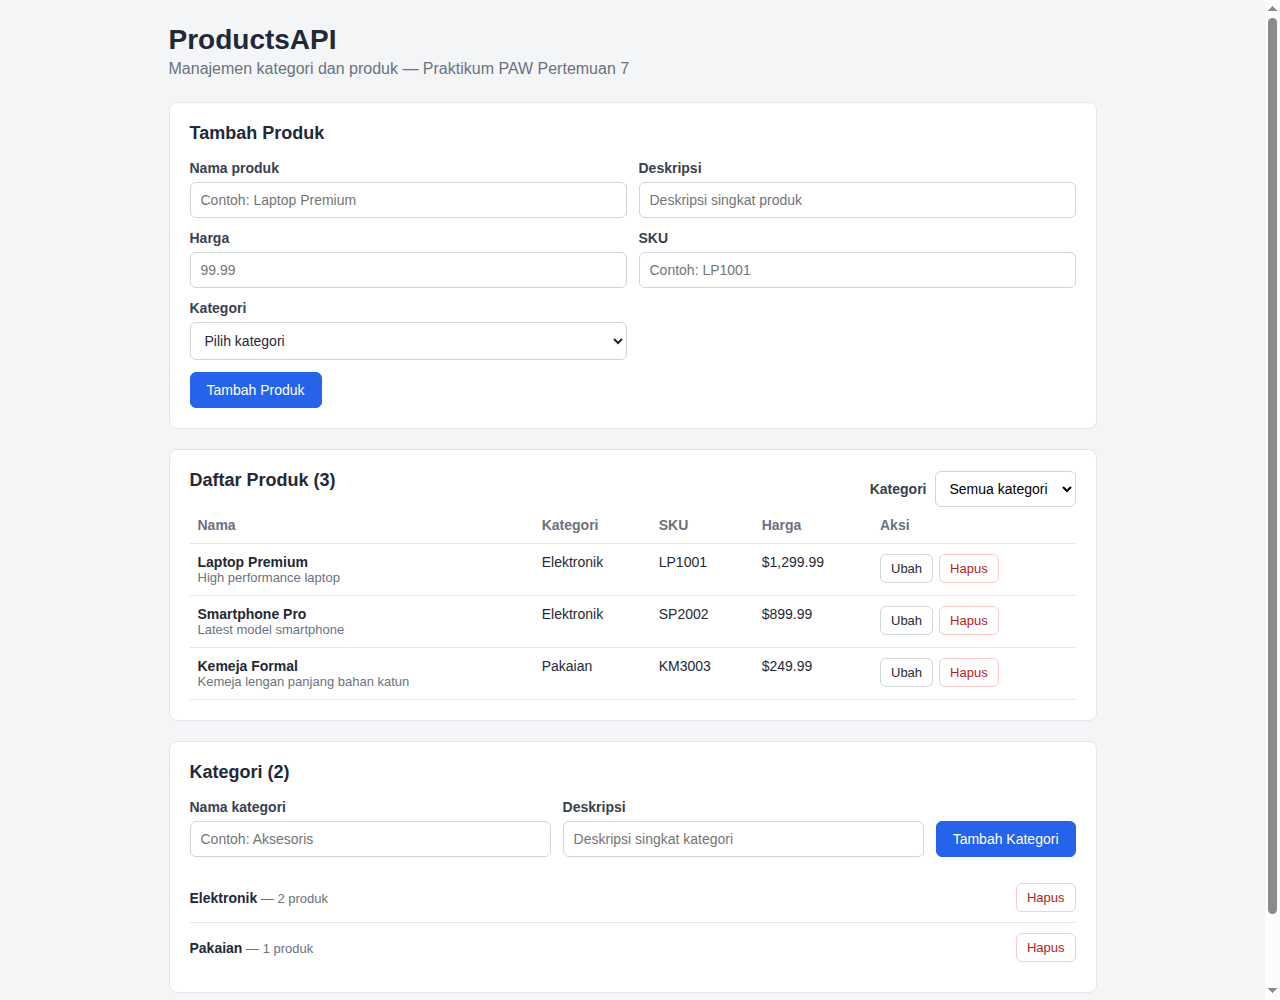 ProductsAPI
Manajemen kategori dan produk — Praktikum PAW Pertemuan 7
Tambah Produk
Nama produk Deskripsi
Contoh: Laptop Premium Deskripsi singkat produk
Harga SKU
99.99 Contoh: LP1001
Kategori
Pilih kategori
Tambah Produk
Daftar Produk (3)
Kategori Semua kategori
Nama Kategori SKU Harga Aksi
Laptop Premium Elektronik LP1001 $1,299.99 Ubah Hapus
High performance laptop
Smartphone Pro Elektronik SP2002 $899.99 Ubah Hapus
Latest model smartphone
Kemeja Formal Pakaian KM3003 $249.99 Ubah Hapus
Kemeja lengan panjang bahan katun
Kategori (2)
Nama kategori Deskripsi
Contoh: Aksesoris Deskripsi singkat kategori Tambah Kategori
Elektronik — 2 produk Hapus
Pakaian — 1 produk Hapus